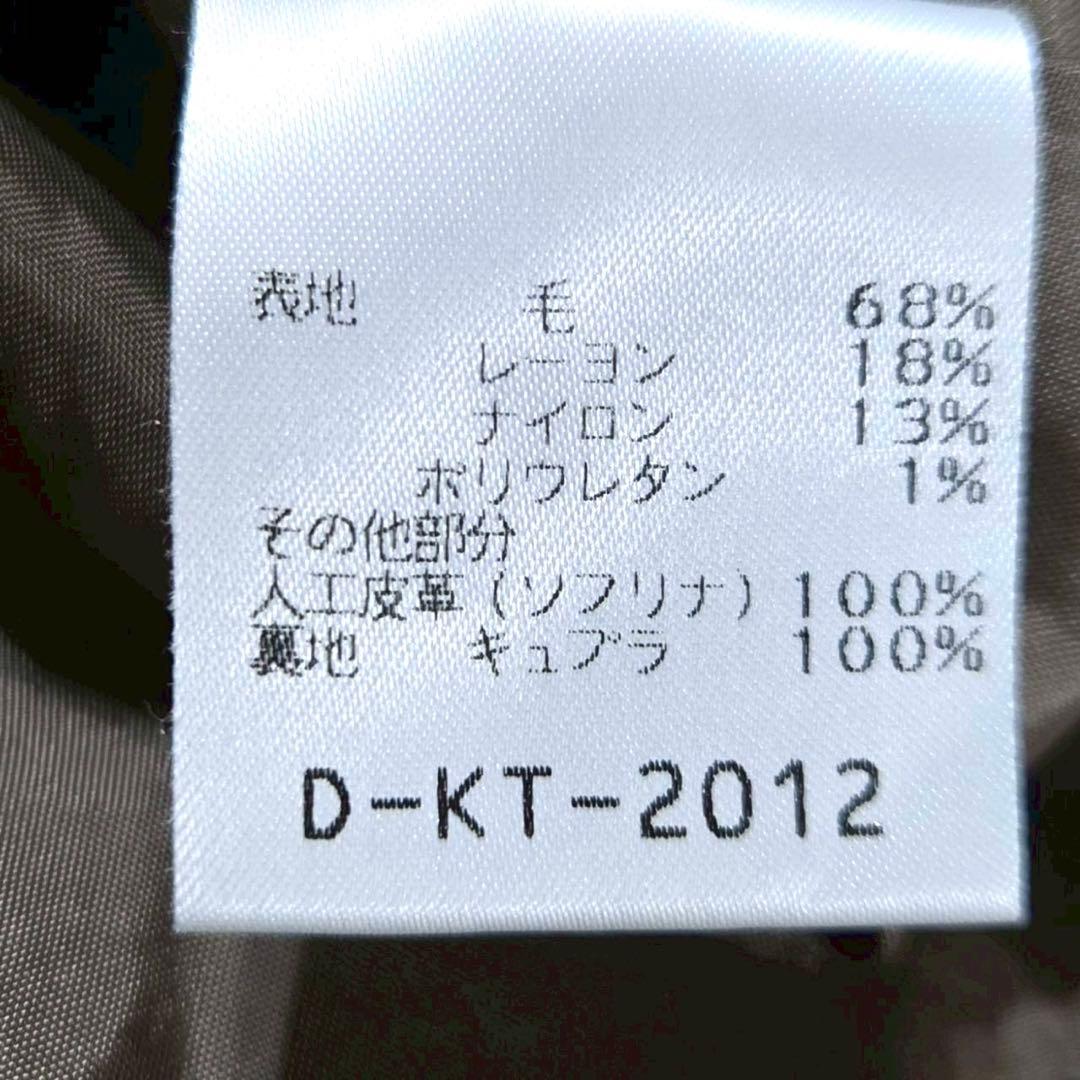 表地 毛 68%
レーヨン 18%
ナイロン 13%
ポリウレタン 1%
その他部分
人工皮革(ソフリナ) 100%
裏地 キュプラ 100%
D-KT-2012